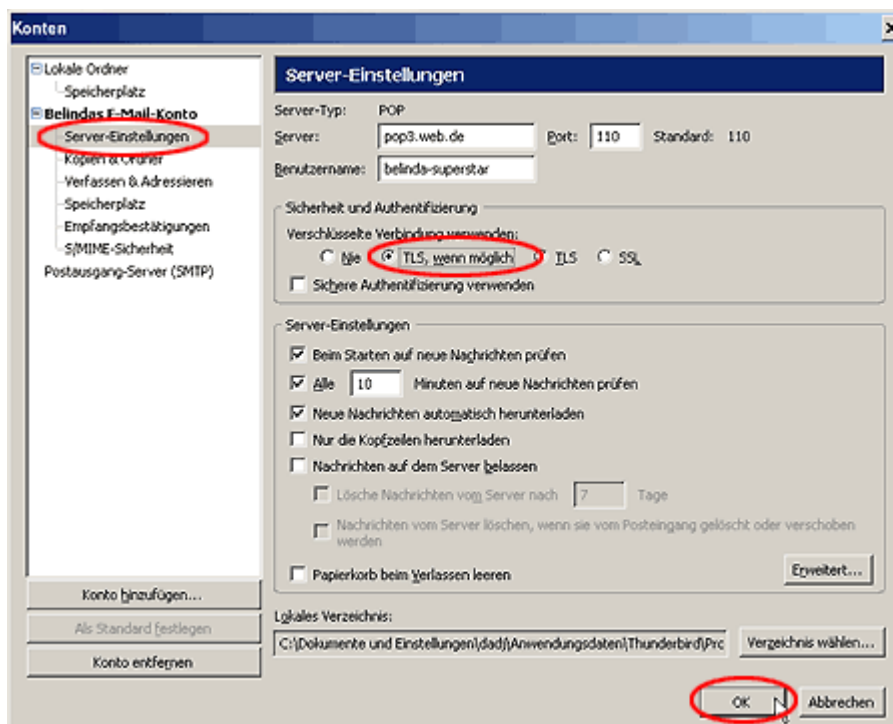 Konten
Lokale Ordner
Speicherplatz
Belindas E-Mail-Konto
Server-Einstellungen
Kopien & Ordner
Verfassen & Adressieren
Speicherplatz
Empfangsbestätigungen
S/MIME-Sicherheit
Postausgang-Server (SMTP)
Konto hinzufügen...
Als Standard festlegen
Konto entfernen
Server-Einstellungen
Server-Typ: POP
Server: pop3.web.de Port: 110 Standard: 110
Benutzername: belinda-superstar
Sicherheit und Authentifizierung
Verschlüsselte Verbindung verwenden:
Nie TLS, wenn möglich TLS SSL
Sichere Authentifizierung verwenden
Server-Einstellungen
Beim Starten auf neue Nachrichten prüfen
Alle 10 Minuten auf neue Nachrichten prüfen
Neue Nachrichten automatisch herunterladen
Nur die Kopfzeilen herunterladen
Nachrichten auf dem Server belassen
Lösche Nachrichten vom Server nach 7 Tage
Nachrichten vom Server löschen, wenn sie vom Posteingang gelöscht oder verschoben
werden
Papierkorb beim Verlassen leeren
Erweitert...
Lokales Verzeichnis:
C:\Dokumente und Einstellungen\dadj\Anwendungsdaten\Thunderbird\Prc Verzeichnis wählen...
OK Abbrechen